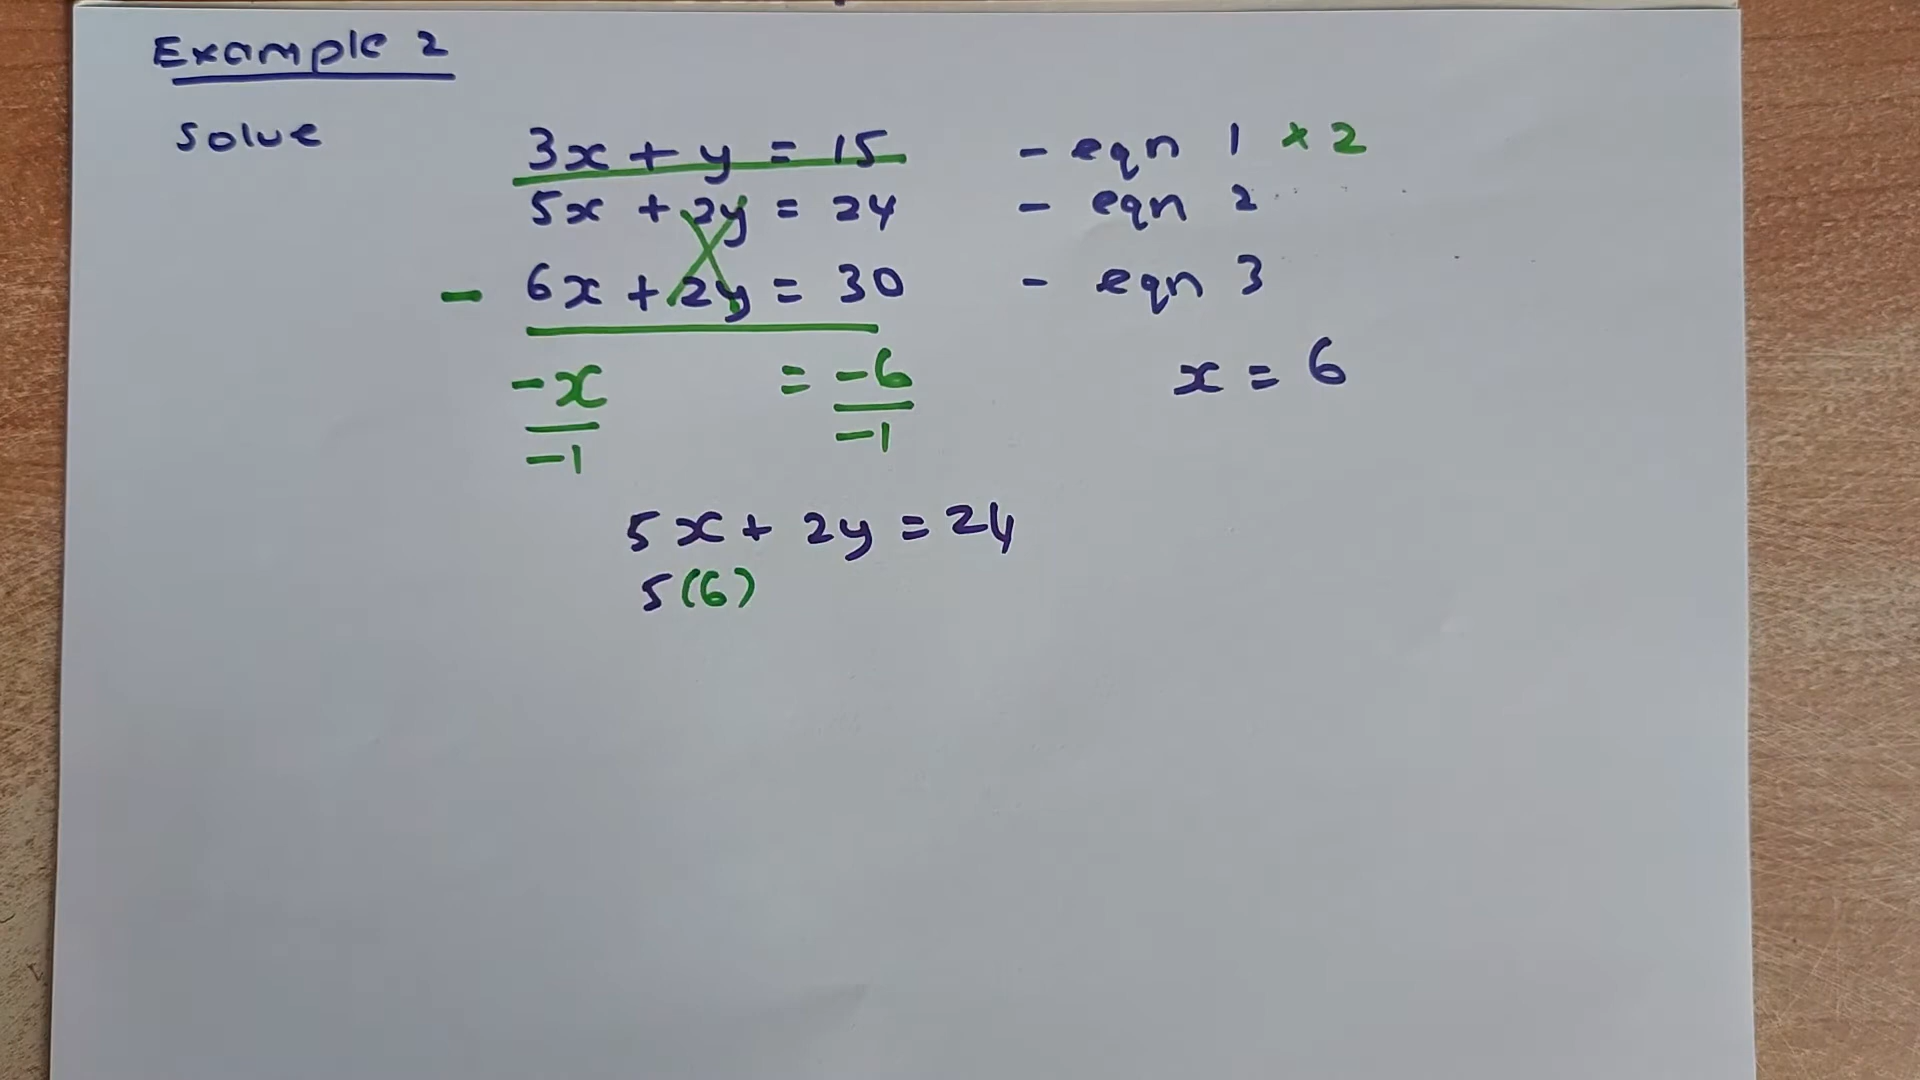 Example 2
Solve
3x + y = 15 - eqn 1 * 2
5x + 2y = 24 - eqn 2
- 6x + 2y = 30 - eqn 3
-x = -6
-1 -1
x = 6
5x + 2y = 24
5(6)